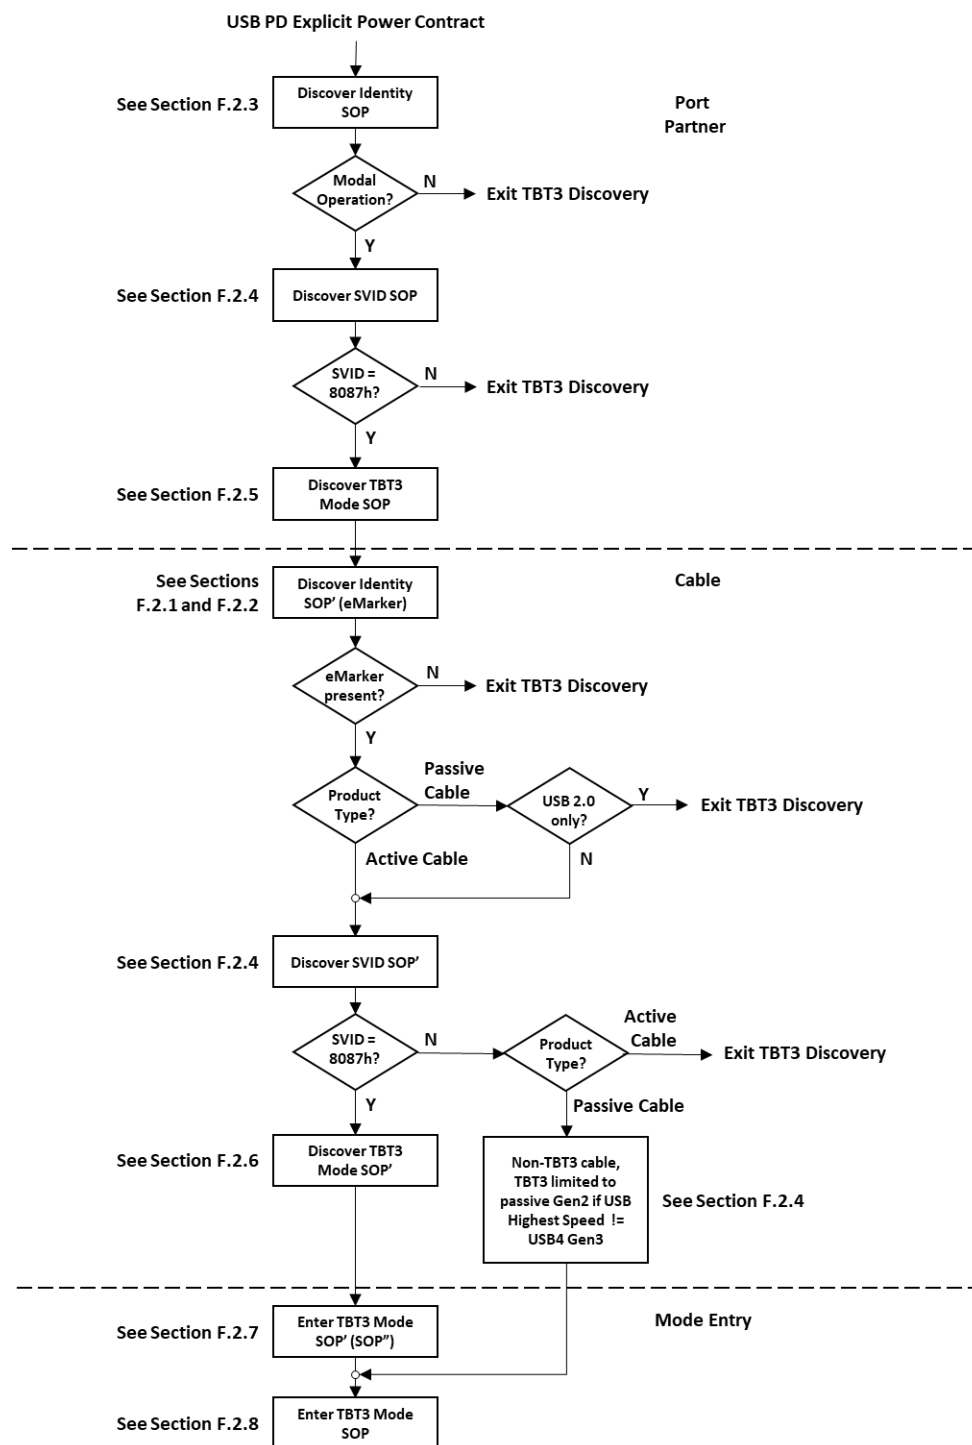 USB PD Explicit Power Contract
See Section F.2.3
Discover Identity
SOP
Port
Partner
Modal
Operation?
N
Exit TBT3 Discovery
Y
See Section F.2.4
Discover SVID SOP
SVID =
8087h?
N
Exit TBT3 Discovery
Y
See Section F.2.5
Discover TBT3
Mode SOP
See Sections
F.2.1 and F.2.2
Discover Identity
SOP' (eMarker)
Cable
eMarker
present?
N
Exit TBT3 Discovery
Y
Product
Type?
Passive
Cable
USB 2.0
only?
Y
Exit TBT3 Discovery
Active Cable
N
See Section F.2.4
Discover SVID SOP'
SVID =
8087h?
N
Product
Type?
Active
Cable
Exit TBT3 Discovery
Y
Passive Cable
See Section F.2.6
Discover TBT3
Mode SOP'
Non-TBT3 cable,
TBT3 limited to
passive Gen2 if USB
Highest Speed !=
USB4 Gen3
See Section F.2.4
Mode Entry
See Section F.2.7
Enter TBT3 Mode
SOP' (SOP")
See Section F.2.8
Enter TBT3 Mode
SOP